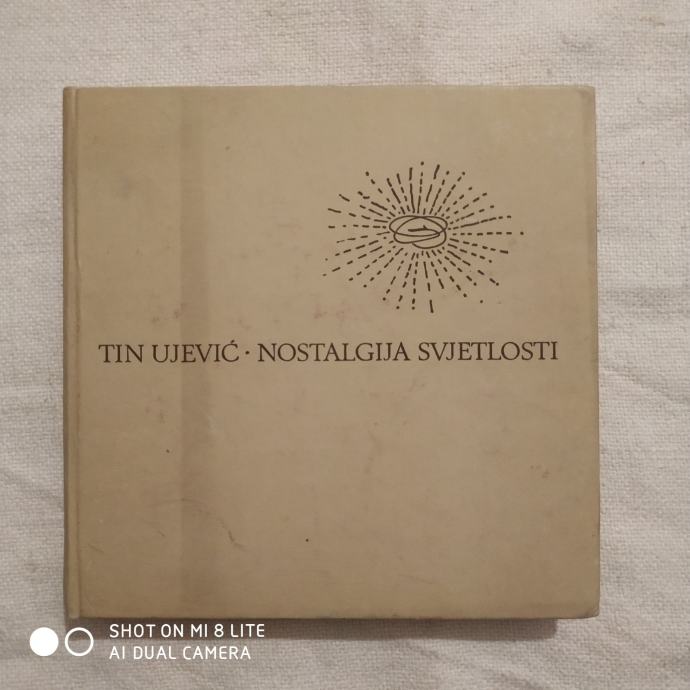 TIN UJEVIĆ · NOSTALGIJA SVJETLOSTI
SHOT ON MI 8 LITE
AI DUAL CAMERA